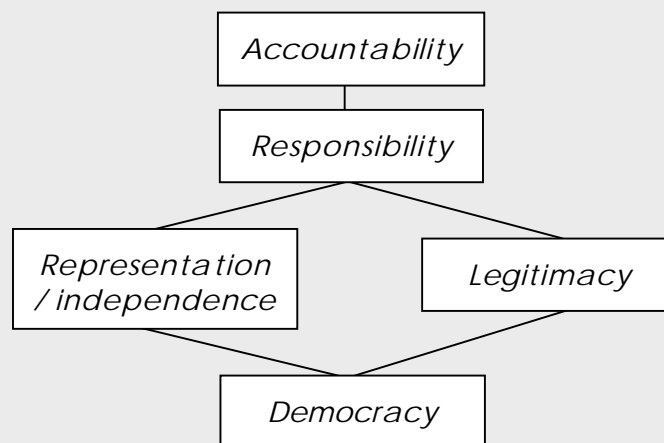 Accountability
Responsibility
Representation
/ independence
Legitimacy
Democracy